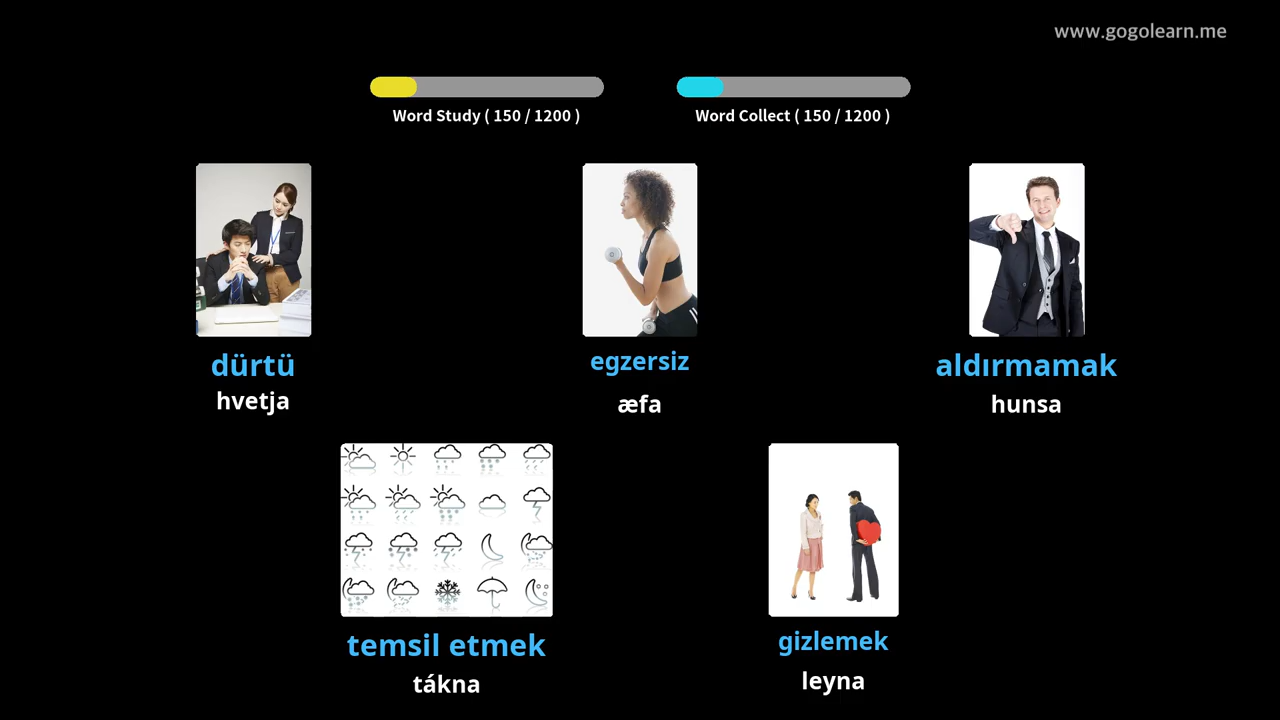 www.gogolearn.me
Word Study ( 150 / 1200 )
Word Collect ( 150 / 1200 )
dürtü
hvetja
egzersiz
æfa
aldırmamak
hunsa
temsil etmek
tákna
gizlemek
leyna